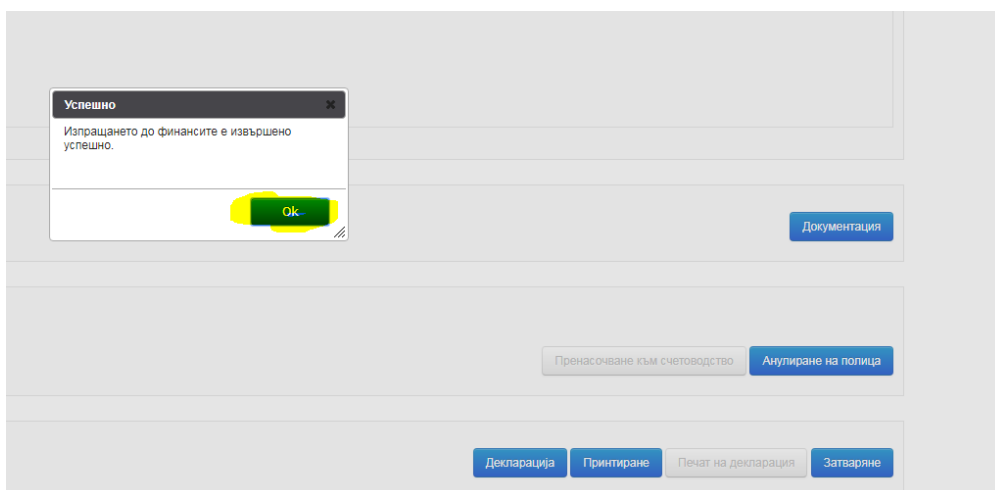 Успешно
Изпращането до финансите е извършено
успешно.
Ok
Документация
Пренасочване към счетоводство Анулиране на полица
Декларација Принтиране Печат на декларация Затваряне